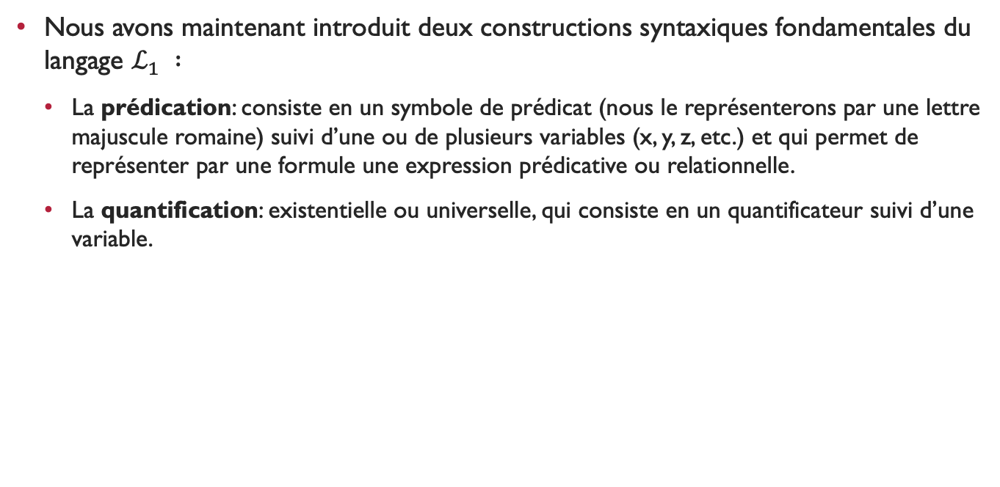 • Nous avons maintenant introduit deux constructions syntaxiques fondamentales du
langage ℒ₁ :
• La prédication: consiste en un symbole de prédicat (nous le représenterons par une lettre
majuscule romaine) suivi d’une ou de plusieurs variables (x, y, z, etc.) et qui permet de
représenter par une formule une expression prédicative ou relationnelle.
• La quantification: existentielle ou universelle, qui consiste en un quantificateur suivi d’une
variable.